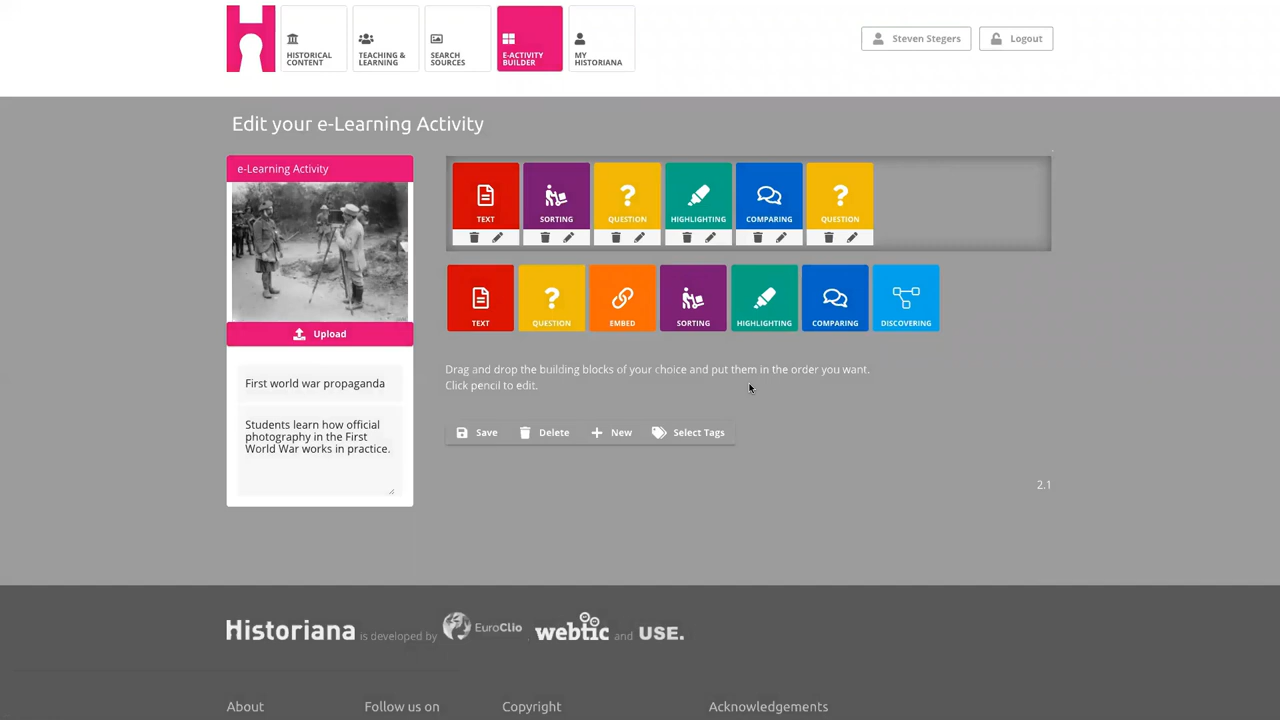 HISTORICAL
CONTENT
TEACHING &
LEARNING
SEARCH
SOURCES
E-ACTIVITY
BUILDER
MY
HISTORIANA
Steven Stegers
Logout
Edit your e-Learning Activity
e-Learning Activity
Upload
First world war propaganda
Students learn how official
photography in the First
World War works in practice.
TEXT
SORTING
QUESTION
HIGHLIGHTING
COMPARING
QUESTION
TEXT
QUESTION
EMBED
SORTING
HIGHLIGHTING
COMPARING
DISCOVERING
Drag and drop the building blocks of your choice and put them in the order you want.
Click pencil to edit.
Save
Delete
New
Select Tags
2.1
Historiana is developed by EuroClio, webtic and USE.
About
Follow us on
Copyright
Acknowledgements